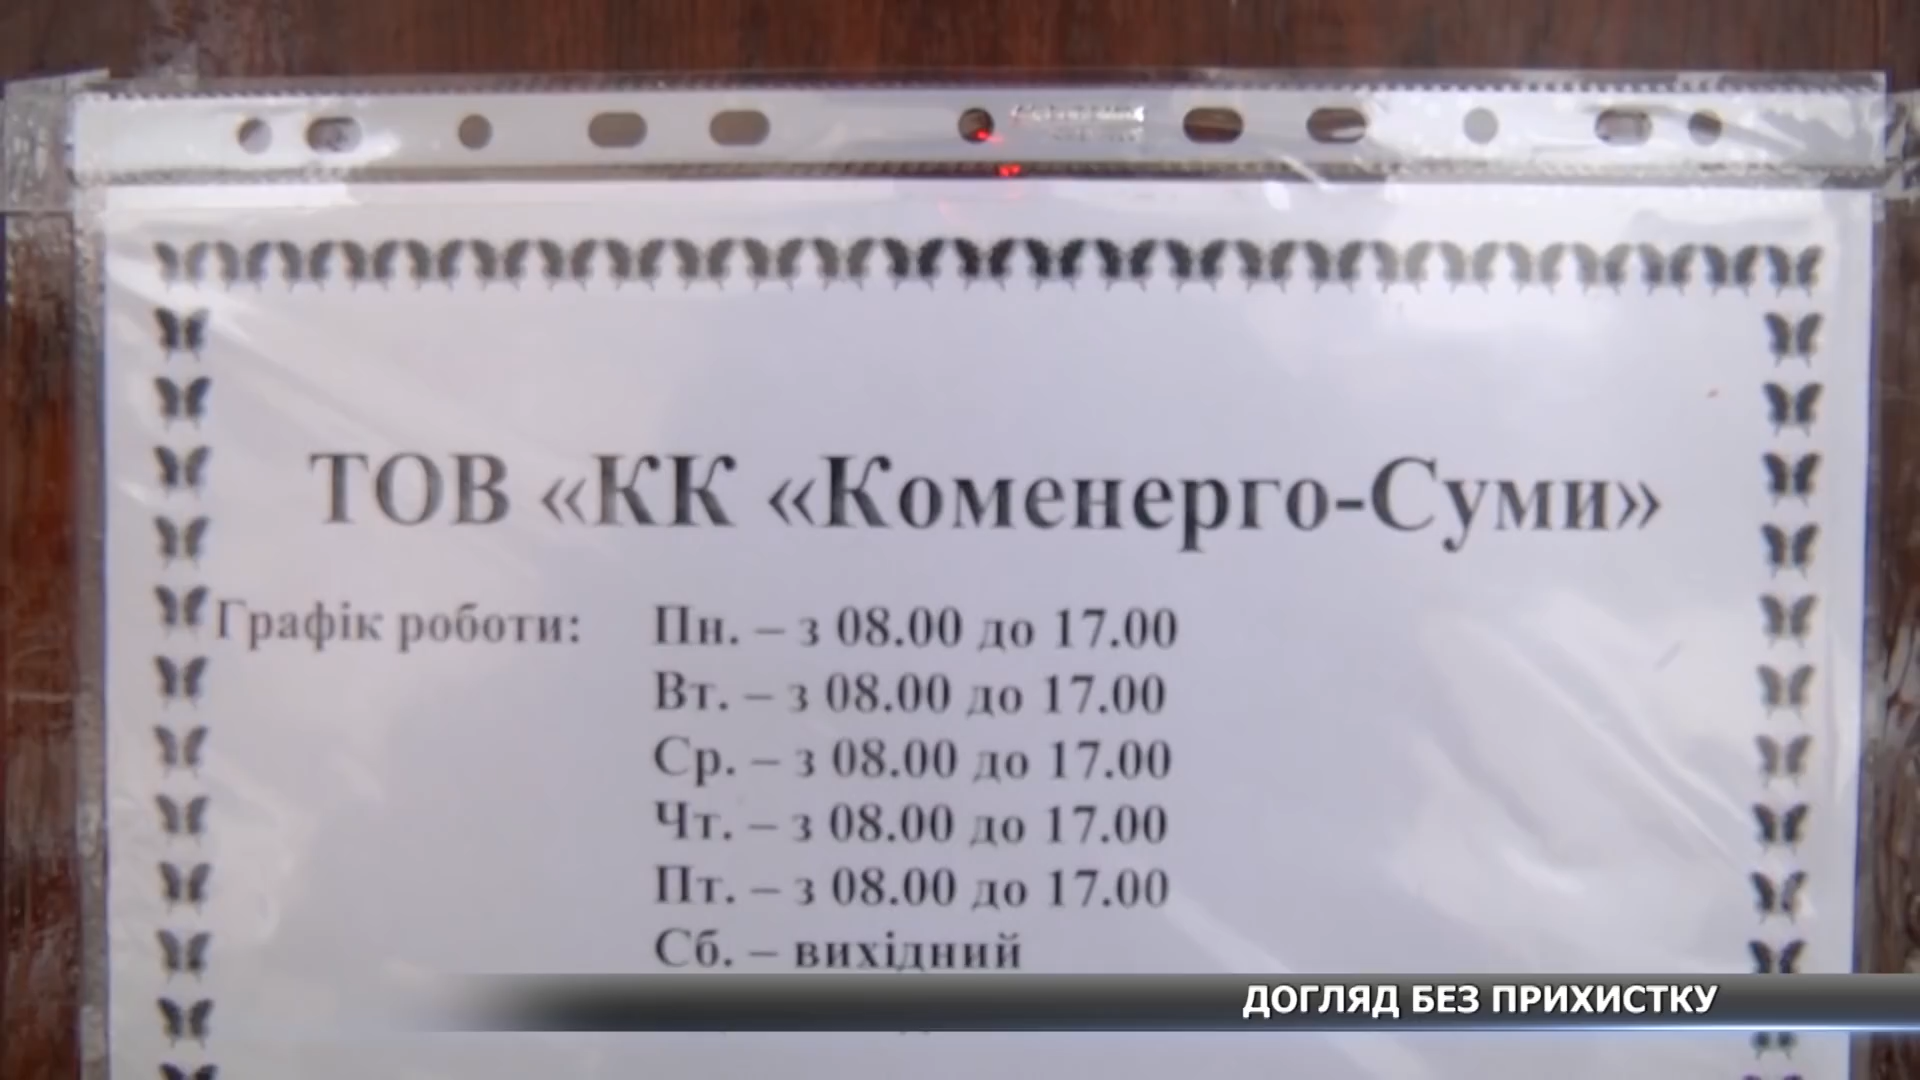 ТОВ «КК «Коменерго-Суми»
Графік роботи: Пн. – з 08.00 до 17.00
Вт. – з 08.00 до 17.00
Ср. – з 08.00 до 17.00
Чт. – з 08.00 до 17.00
Пт. – з 08.00 до 17.00
Сб. – вихідний
ДОГЛЯД БЕЗ ПРИХИСТКУ